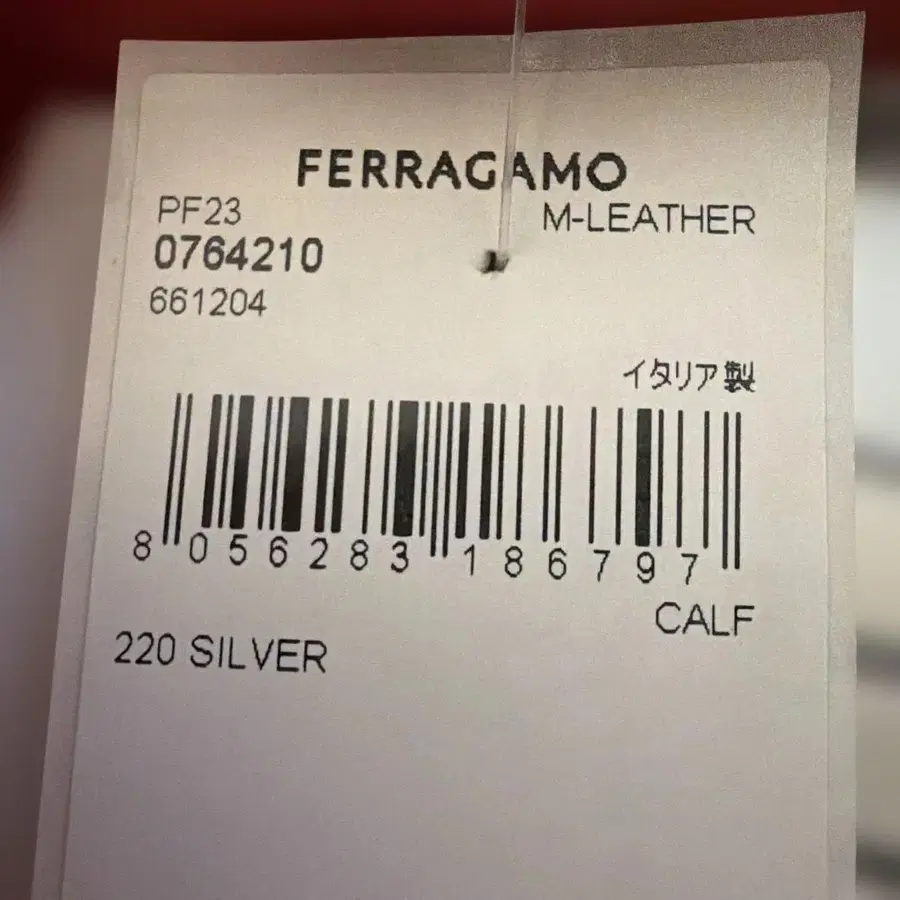 FERRAGAMO
PF23 M-LEATHER
0764210
661204
イタリア製
8 056283 186797
CALF
220 SILVER